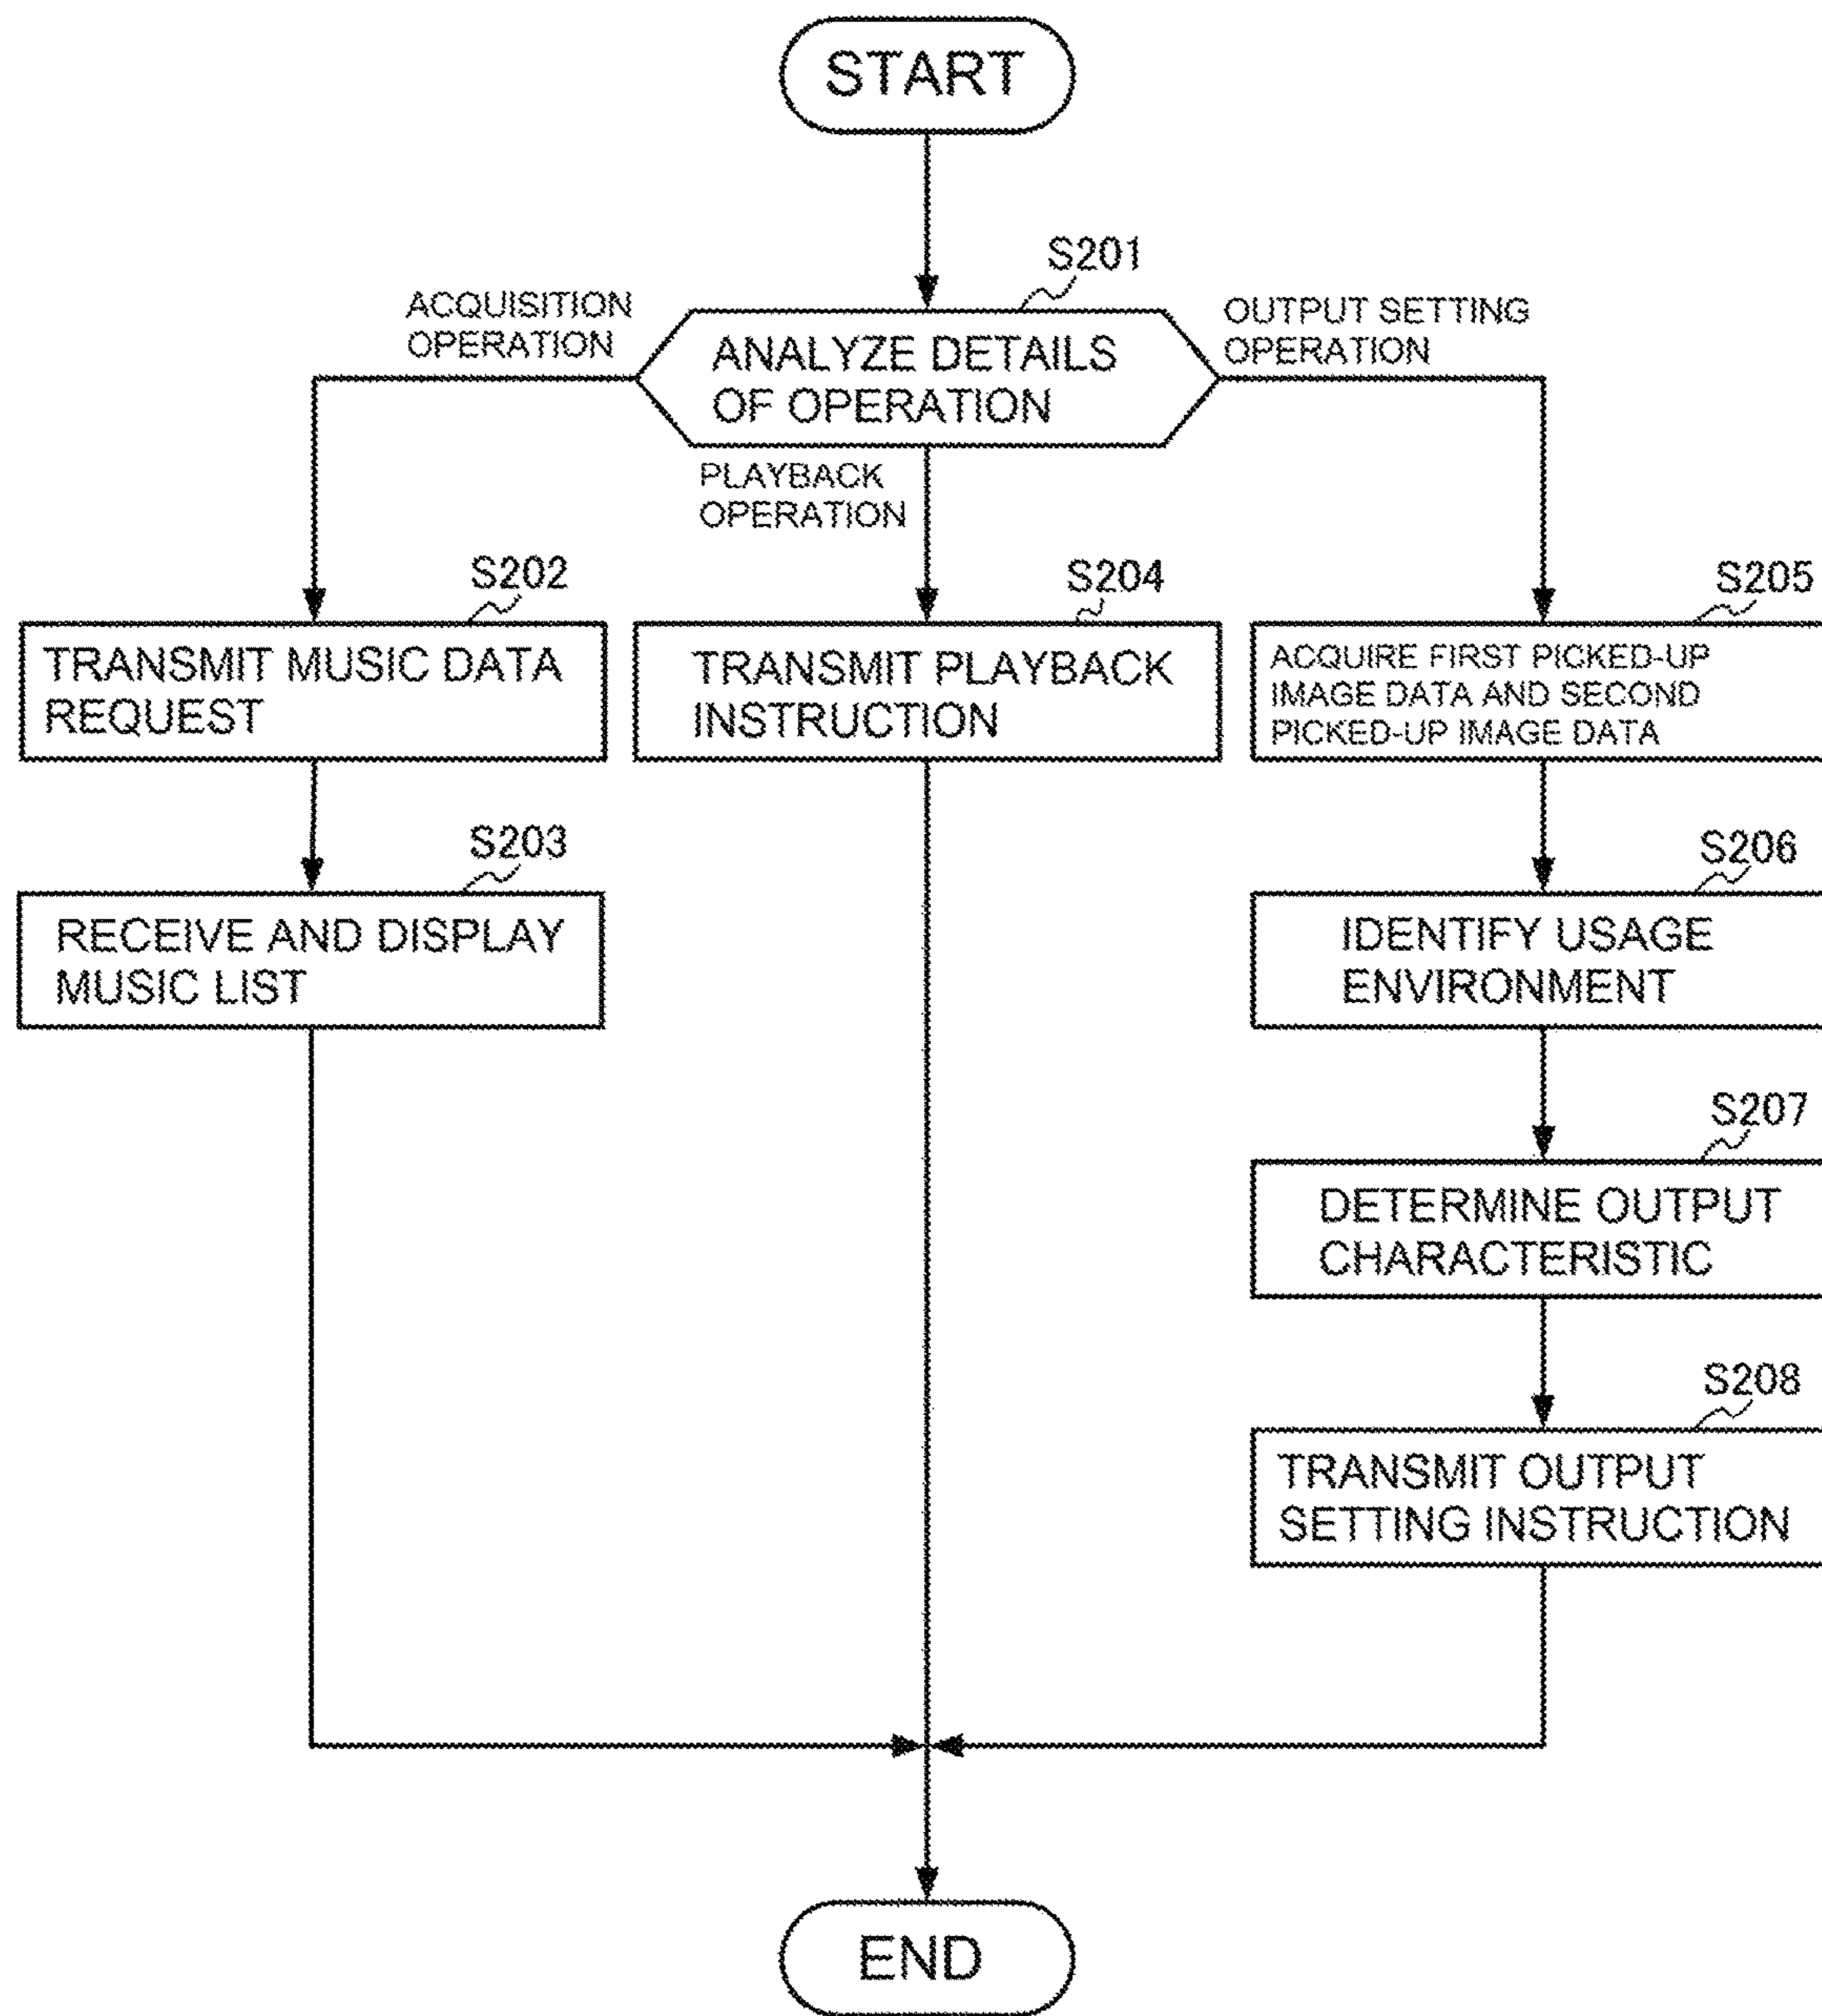 START
S201
ACQUISITION
OPERATION
ANALYZE DETAILS
OF OPERATION
OUTPUT SETTING
OPERATION
PLAYBACK
OPERATION
S202
TRANSMIT MUSIC DATA
REQUEST
S204
TRANSMIT PLAYBACK
INSTRUCTION
S205
ACQUIRE FIRST PICKED-UP
IMAGE DATA AND SECOND
PICKED-UP IMAGE DATA
S203
RECEIVE AND DISPLAY
MUSIC LIST
S206
IDENTIFY USAGE
ENVIRONMENT
S207
DETERMINE OUTPUT
CHARACTERISTIC
S208
TRANSMIT OUTPUT
SETTING INSTRUCTION
END